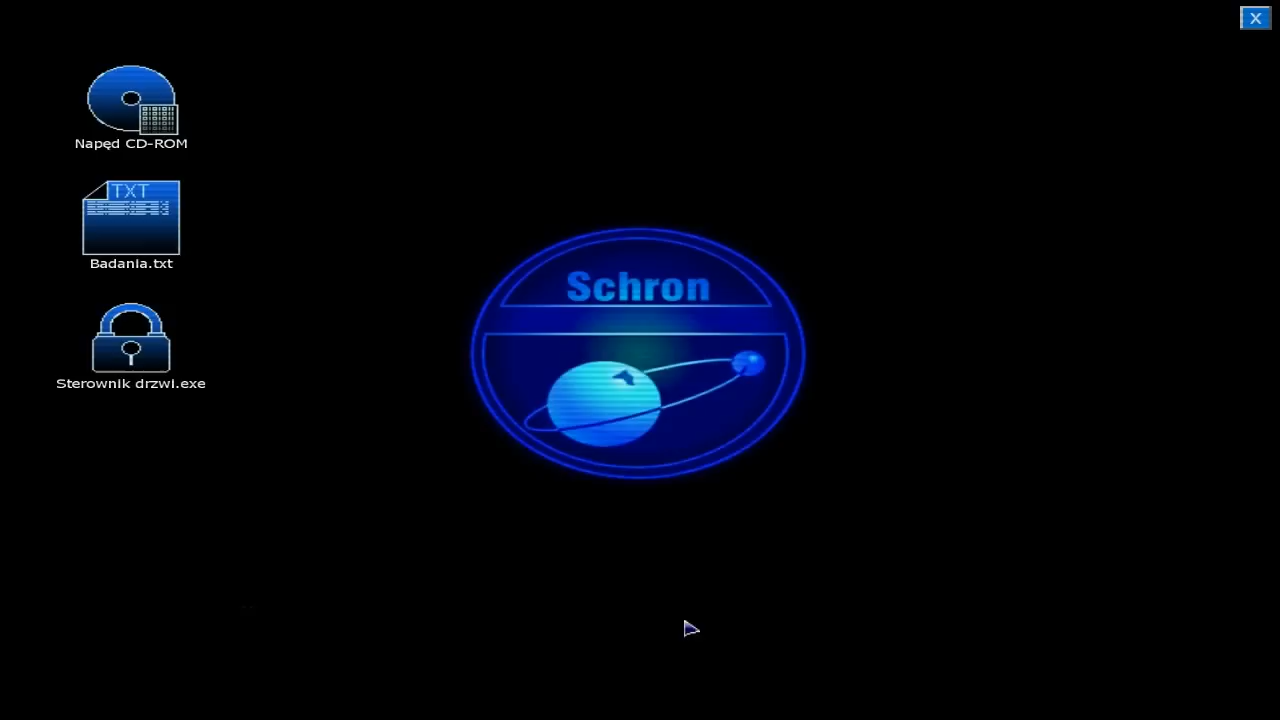 X
Napęd CD-ROM
TXT
Badania.txt
Sterownik drzwi.exe
Schron